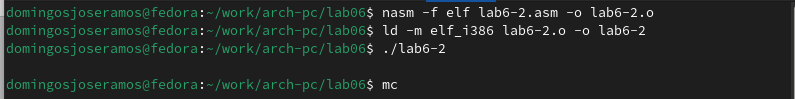 domingosjoseramos@fedora:~/work/arch-pc/lab06$ nasm -f elf lab6-2.asm -o lab6-2.o
domingosjoseramos@fedora:~/work/arch-pc/lab06$ ld -m elf_i386 lab6-2.o -o lab6-2
domingosjoseramos@fedora:~/work/arch-pc/lab06$ ./lab6-2
domingosjoseramos@fedora:~/work/arch-pc/lab06$ mc